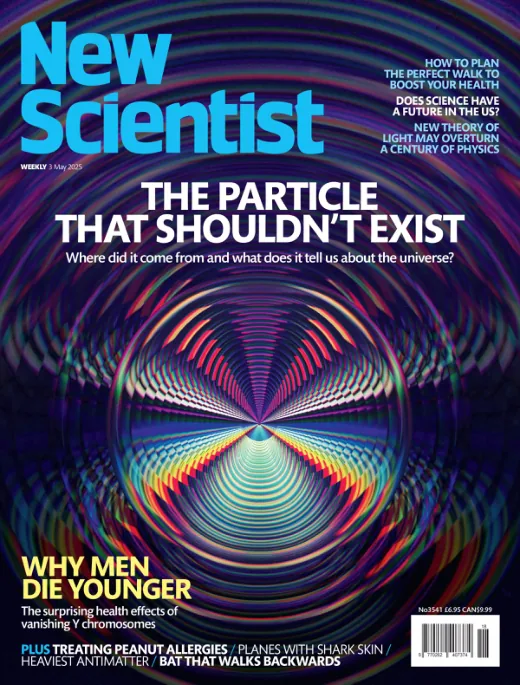 New
Scientist
WEEKLY 3 May 2025
HOW TO PLAN
THE PERFECT WALK TO
BOOST YOUR HEALTH
DOES SCIENCE HAVE
A FUTURE IN THE US?
NEW THEORY OF
LIGHT MAY OVERTURN
A CENTURY OF PHYSICS
THE PARTICLE
THAT SHOULDN'T EXIST
Where did it come from and what does it tell us about the universe?
WHY MEN
DIE YOUNGER
The surprising health effects of
vanishing Y chromosomes
PLUS TREATING PEANUT ALLERGIES / PLANES WITH SHARK SKIN /
HEAVIEST ANTIMATTER / BAT THAT WALKS BACKWARDS
No3541 £6.95 CAN$9.99